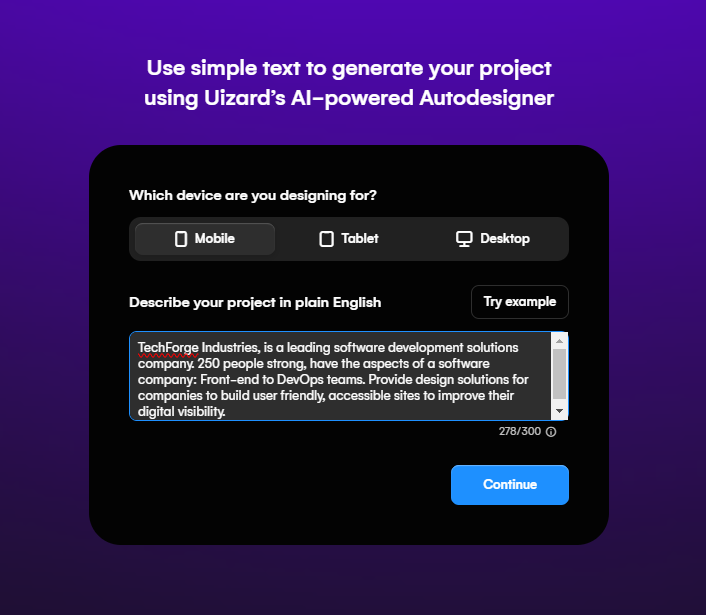 Use simple text to generate your project
using Uizard's AI-powered Autodesigner
Which device are you designing for?
Mobile
Tablet
Desktop
Describe your project in plain English
Try example
TechForge Industries, is a leading software development solutions
company. 250 people strong, have the aspects of a software
company: Front-end to DevOps teams. Provide design solutions for
companies to build user friendly, accessible sites to improve their
digital visibility.
278/300
Continue